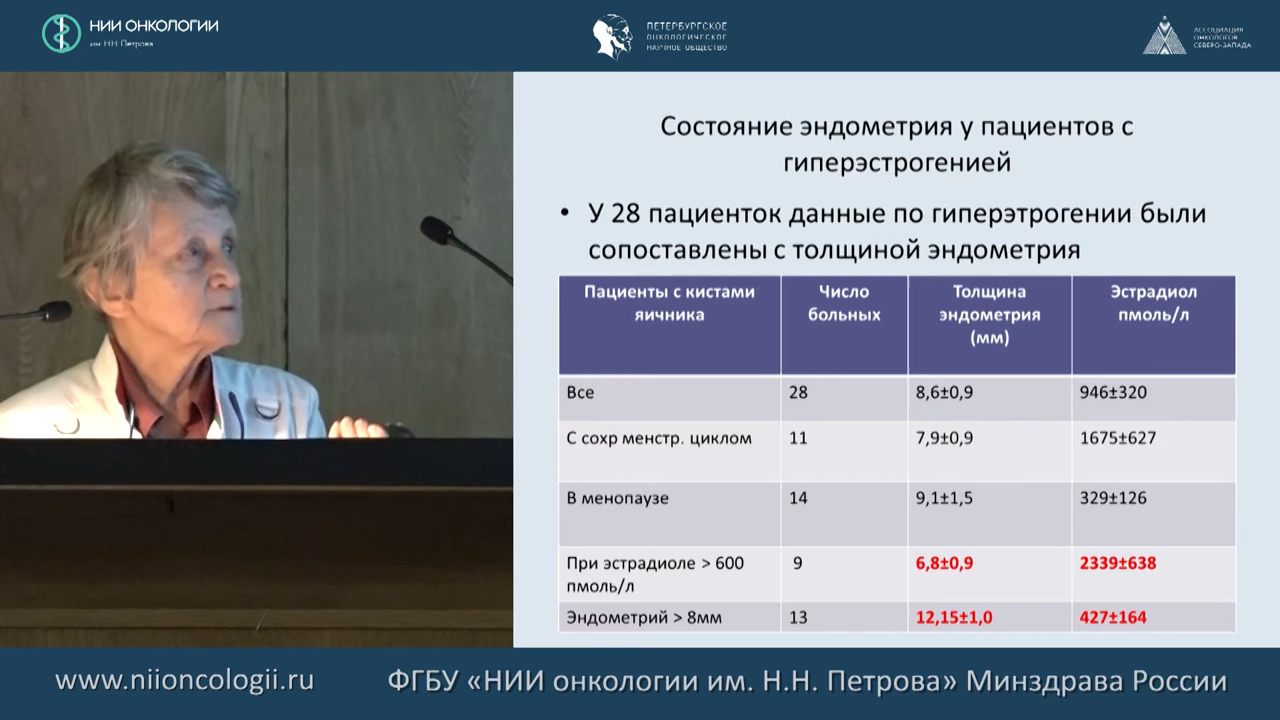 НИИ ОНКОЛОГИИ
им. Н.Н. Петрова
ПЕТЕРБУРГСКОЕ
ОНКОЛОГИЧЕСКОЕ
НАУЧНОЕ ОБЩЕСТВО
АССОЦИАЦИЯ
ОНКОЛОГОВ
СЕВЕРО-ЗАПАДА
Состояние эндометрия у пациентов с
гиперэстрогенией
• У 28 пациенток данные по гиперэтрогении были
сопоставлены с толщиной эндометрия
Пациенты с кистами
яичника
Число
больных
Толщина
эндометрия
(мм)
Эстрадиол
пмоль/л
Все 28 8,6±0,9 946±320
С сохр менстр. циклом 11 7,9±0,9 1675±627
В менопаузе 14 9,1±1,5 329±126
При эстрадиоле > 600
пмоль/л
9 6,8±0,9 2339±638
Эндометрий > 8мм 13 12,15±1,0 427±164
www.niioncologii.ru
ФГБУ «НИИ онкологии им. Н.Н. Петрова» Минздрава России